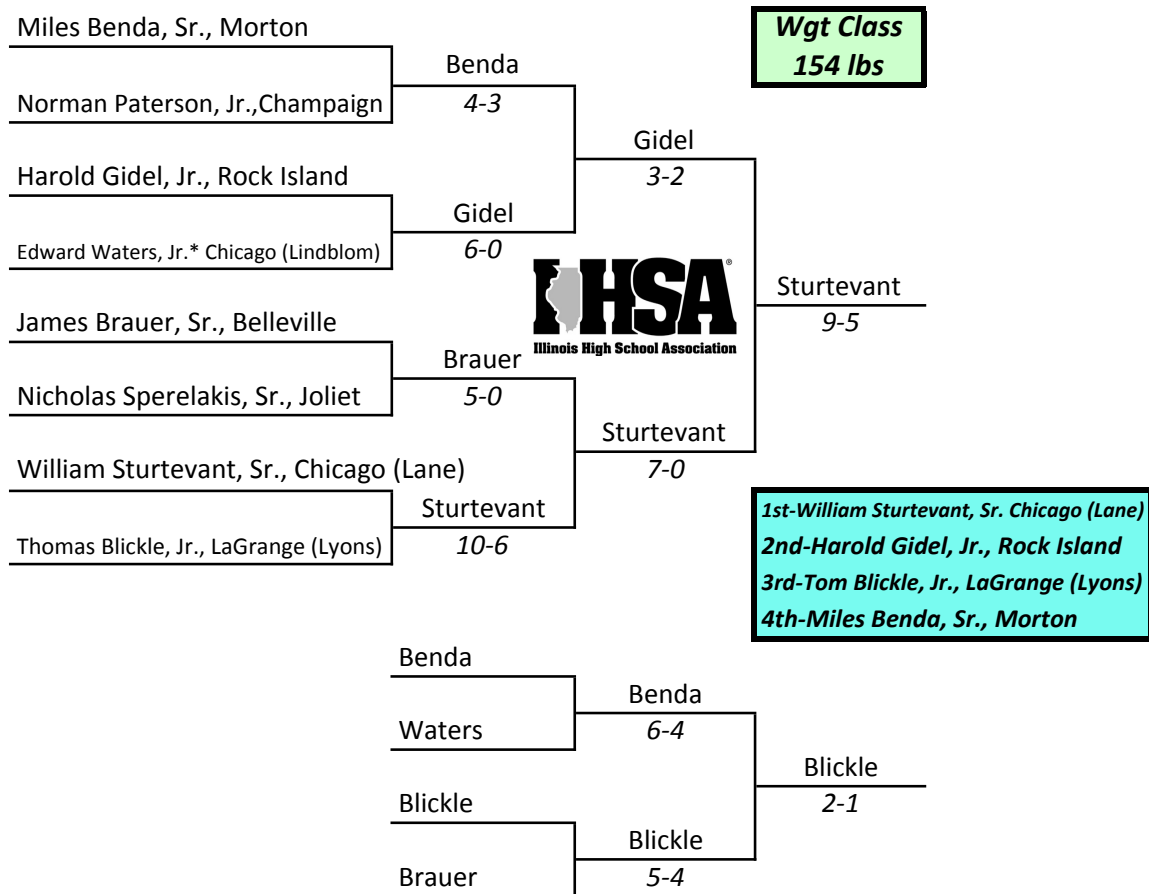 Miles Benda, Sr., Morton
Wgt Class
154 lbs
Benda
Norman Paterson, Jr.,Champaign
4-3
Gidel
3-2
Harold Gidel, Jr., Rock Island
Gidel
Edward Waters, Jr.* Chicago (Lindblom)
6-0
IHSA®
Illinois High School Association
Sturtevant
9-5
James Brauer, Sr., Belleville
Brauer
Nicholas Sperelakis, Sr., Joliet
5-0
Sturtevant
7-0
William Sturtevant, Sr., Chicago (Lane)
Sturtevant
Thomas Blickle, Jr., LaGrange (Lyons)
10-6
1st-William Sturtevant, Sr. Chicago (Lane)
2nd-Harold Gidel, Jr., Rock Island
3rd-Tom Blickle, Jr., LaGrange (Lyons)
4th-Miles Benda, Sr., Morton
Benda
Benda
Waters
6-4
Blickle
2-1
Blickle
Blickle
Brauer
5-4